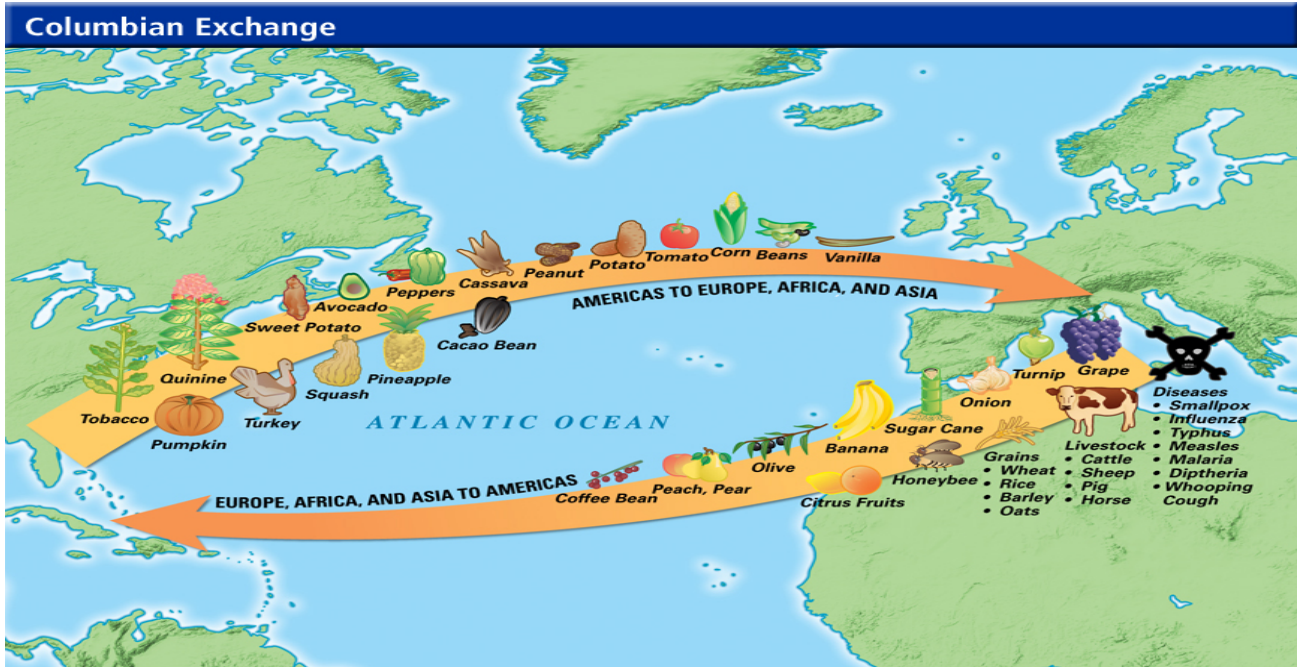 Columbian Exchange
Tobacco
Quinine
Pumpkin
Turkey
Sweet Potato
Avocado
Squash
Peppers
Pineapple
Cassava
Cacao Bean
Peanut
Potato
Tomato
Corn
Beans
Vanilla
AMERICAS TO EUROPE, AFRICA, AND ASIA
ATLANTIC OCEAN
EUROPE, AFRICA, AND ASIA TO AMERICAS
Coffee Bean
Peach, Pear
Olive
Citrus Fruits
Banana
Sugar Cane
Honeybee
Onion
Turnip
Grape
Grains
• Wheat
• Rice
• Barley
• Oats
Livestock
• Cattle
• Sheep
• Pig
• Horse
Diseases
• Smallpox
• Influenza
• Typhus
• Measles
• Malaria
• Diptheria
• Whooping
Cough